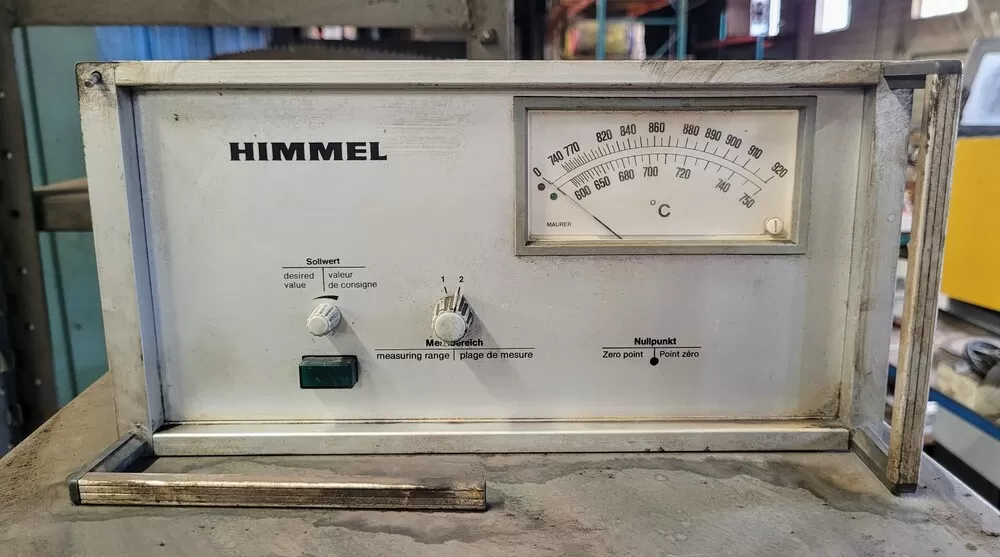 HIMMEL
0 740 770 820 840 860 880 890 900 910 920
600 650 680 700 720 740 750
°C
MAURER
Sollwert
desired value
valeur de consigne
1 2
measuring range
plage de mesure
Nullpunkt
Zero point
Point zéro